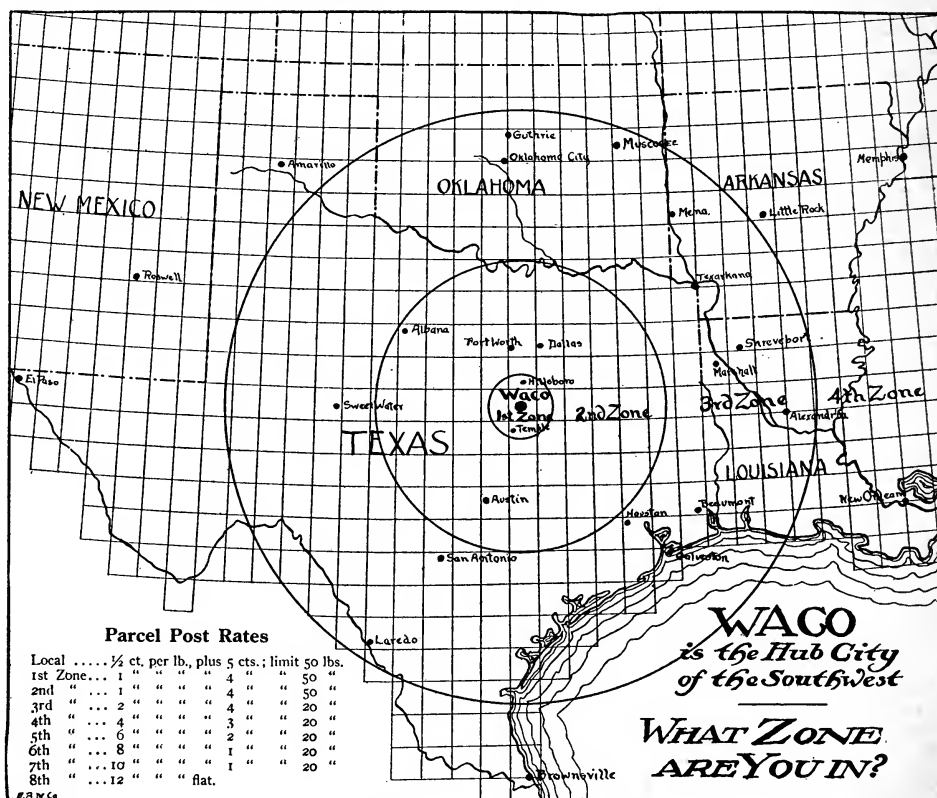 Guthrie
Oklahoma City
Muscogee
Amarillo
OKLAHOMA
ARKANSAS
Memphis
NEW MEXICO
Mena.
Little Rock
Roswell
Texarkana
Albana
Fort Worth
Dallas
Shreveport
Marshall
El Paso
Hillsboro
Waco
1st Zone
2nd Zone
3rd Zone
4th Zone
Sweet Water
Temple
Alexandria
TEXAS
LOUISIANA
Austin
Houston
Beaumont
New Orleans
San Antonio
Galveston
Laredo
Brownsville
WACO
is the Hub City
of the Southwest
WHAT ZONE
ARE YOU IN?
Parcel Post Rates
Local ..... ½ ct. per lb., plus 5 cts.; limit 50 lbs.
1st Zone... 1 " " " " 4 " " 50 "
2nd " ... 1 " " " " 4 " " 50 "
3rd " ... 2 " " " " 4 " " 20 "
4th " ... 4 " " " " 3 " " 20 "
5th " ... 6 " " " " 2 " " 20 "
6th " ... 8 " " " " 1 " " 20 "
7th " ... 10 " " " " 1 " " 20 "
8th " ... 12 " " " flat.